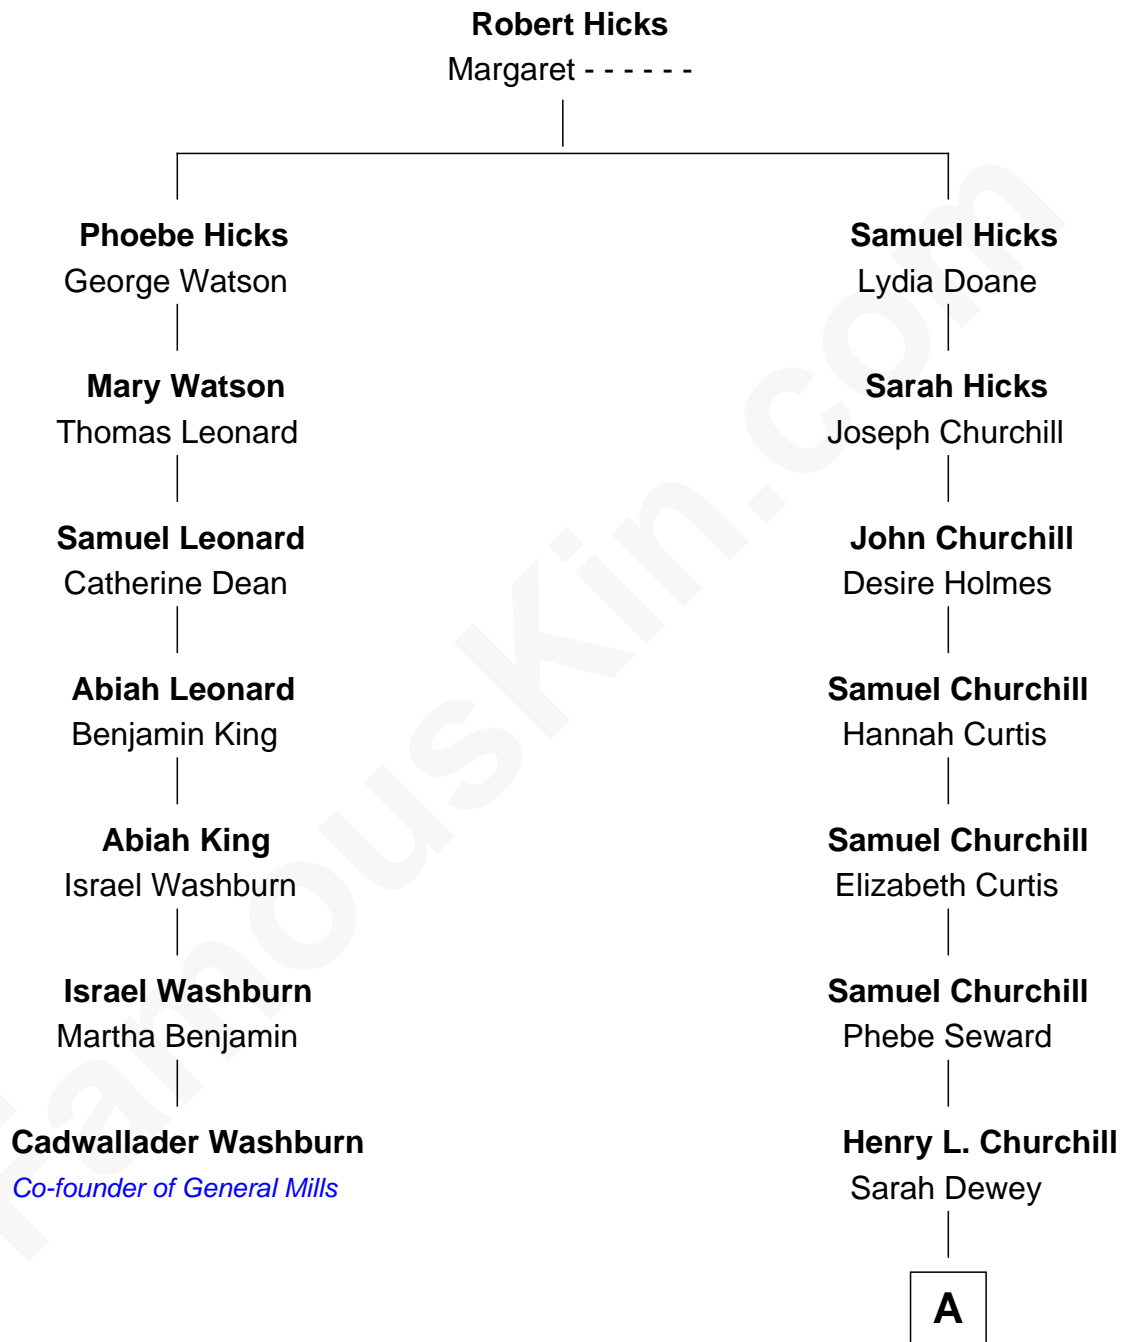 Robert Hicks
Margaret - - - - - -
Phoebe Hicks
George Watson
Samuel Hicks
Lydia Doane
Mary Watson
Thomas Leonard
Sarah Hicks
Joseph Churchill
Samuel Leonard
Catherine Dean
John Churchill
Desire Holmes
Abiah Leonard
Benjamin King
Samuel Churchill
Hannah Curtis
Abiah King
Israel Washburn
Samuel Churchill
Elizabeth Curtis
Israel Washburn
Martha Benjamin
Samuel Churchill
Phebe Seward
Cadwallader Washburn
Co-founder of General Mills
Henry L. Churchill
Sarah Dewey
A
FamousKin.com